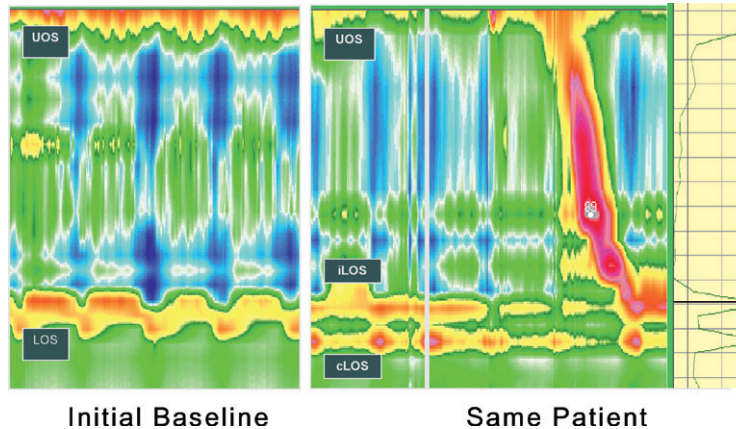 UOS
LOS
Initial Baseline
UOS
iLOS
cLOS
Same Patient